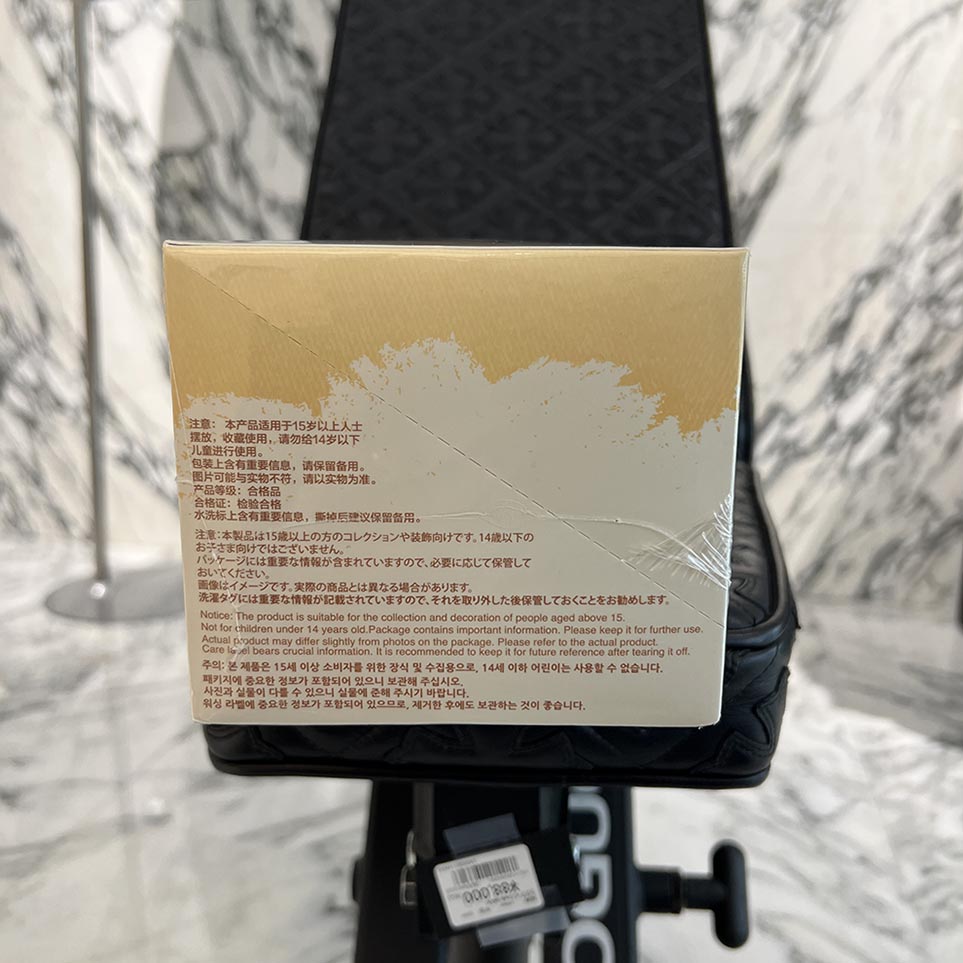 注意： 本产品适用于15岁以上人士
摆放，收藏使用，请勿给14岁以下
儿童进行使用。
包装上含有重要信息，请保留备用。
图片可能与实物不符，请以实物为准。
产品等级：合格品
合格证：检验合格
水洗标上含有重要信息，撕掉后建议保留备用。
注意：本製品は15歳以上の方のコレクションや装飾向けです。14歳以下の
お子さま向けではございません。
パッケージには重要な情報が含まれていますので、必要に応じて保管して
おいてください。
画像はイメージです。実際の商品とは異なる場合があります。
洗濯タグには重要な情報が記載されていますので、それを取り外した後保管しておくことをお勧めします。
Notice: The product is suitable for the collection and decoration of people aged above 15.
Not for children under 14 years old.Package contains important information. Please keep it for further use.
Actual product may differ slightly from photos on the package. Please refer to the actual product.
Care label bears crucial information. It is recommended to keep it for future reference after tearing it off.
주의: 본 제품은 15세 이상 소비자를 위한 장식 및 수집용으로, 14세 이하 어린이는 사용할 수 없습니다.
패키지에 중요한 정보가 포함되어 있으니 보관해 주십시오.
사진과 실물이 다를 수 있으니 실물에 준해 주시기 바랍니다.
워싱 라벨에 중요한 정보가 포함되어 있으므로, 제거한 후에도 보관하는 것이 좋습니다.